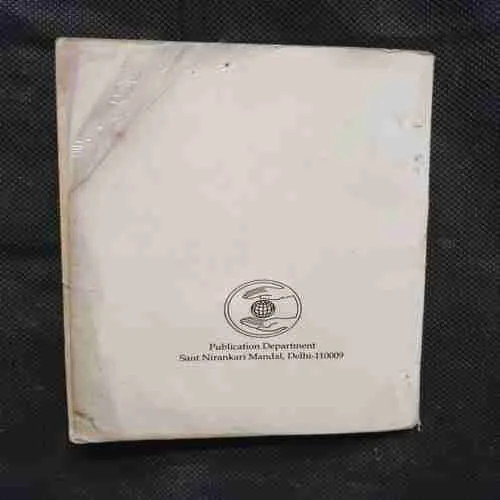 Publication Department
Sant Nirankari Mandal, Delhi-110009